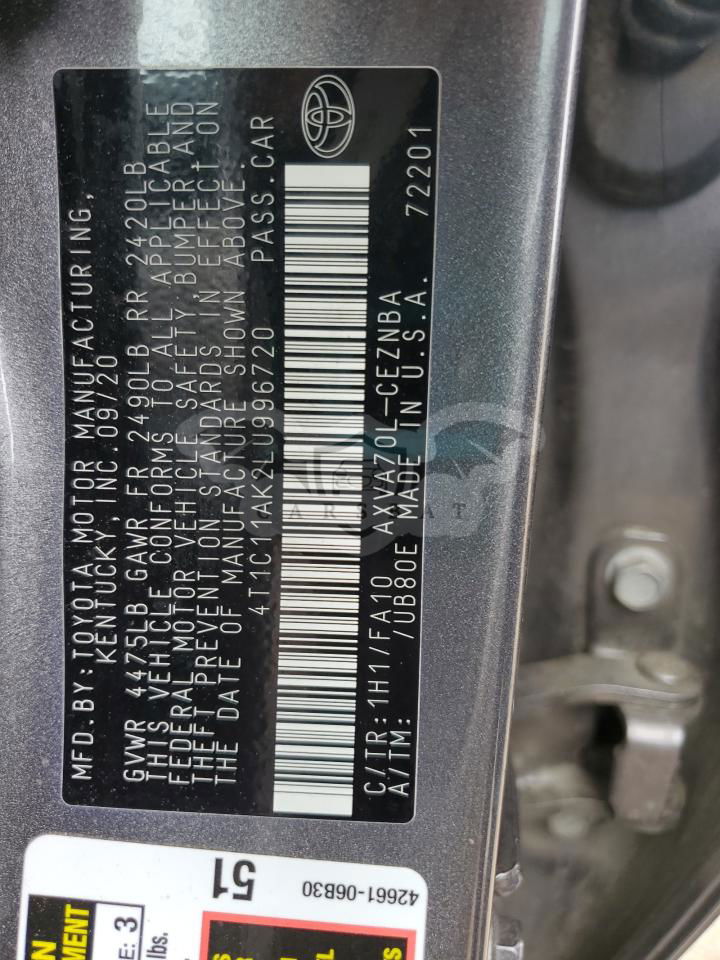 MFD.BY:TOYOTA MOTOR MANUFACTURING,
KENTUCKY,INC.09/20
GVWR 4475LB GAWR FR 2490LB RR 2420LB
THIS VEHICLE CONFORMS TO ALL APPLICABLE
FEDERAL MOTOR VEHICLE SAFETY,BUMPER AND
THEFT PREVENTION STANDARDS IN EFFECT ON
THE DATE OF MANUFACTURE SHOWN ABOVE.
4T1C11AK2LU996720 PASS.CAR
C/TR:1H1/FA10 AXVA70L-CEZNBA
A/TM: /UB80E MADE IN U.S.A. 72201
51
42661-06B30
E: 3
lbs.